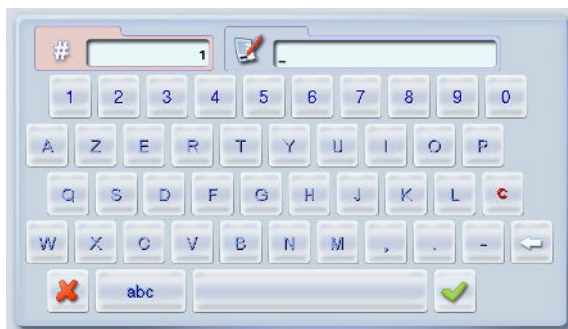 # 1 _
1 2 3 4 5 6 7 8 9 0
A Z E R T Y U I O P
Q S D F G H J K L C
W X C V B N M , . -
abc